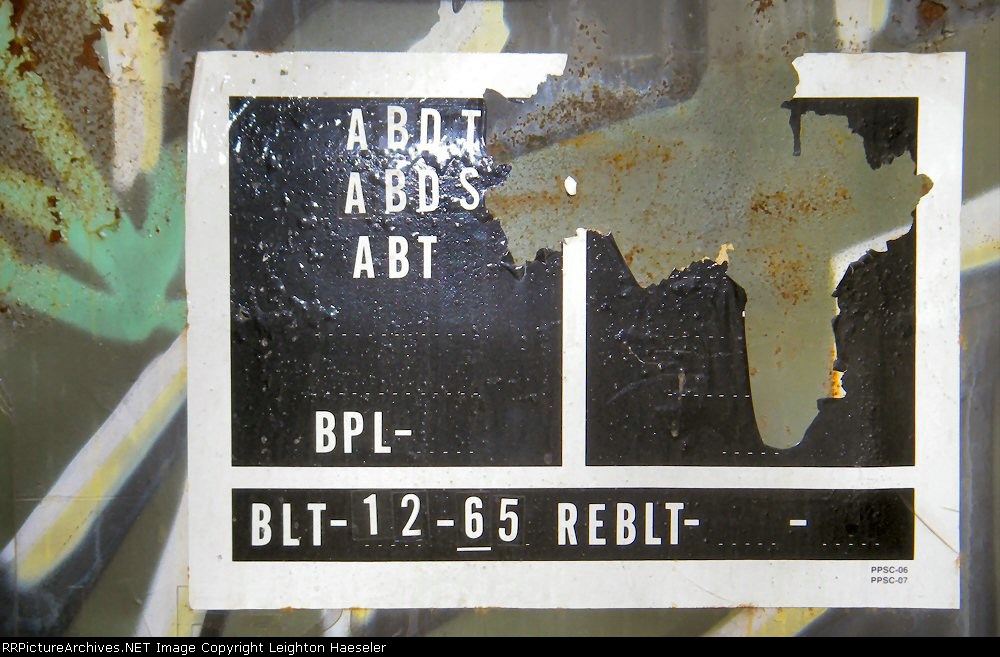 ABDT
ABDS
ABT
BPL-
BLT-12-65 REBLT- -
PPSC-06
PPSC-07
RRPictureArchives.NET Image Copyright Leighton Haeseler